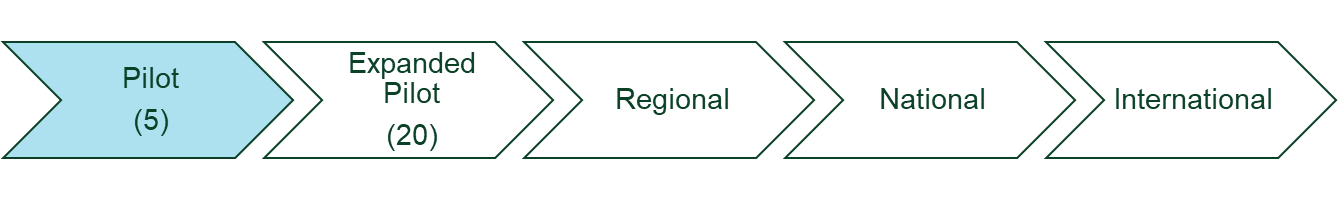 Pilot
(5)
Expanded
Pilot
(20)
Regional
National
International